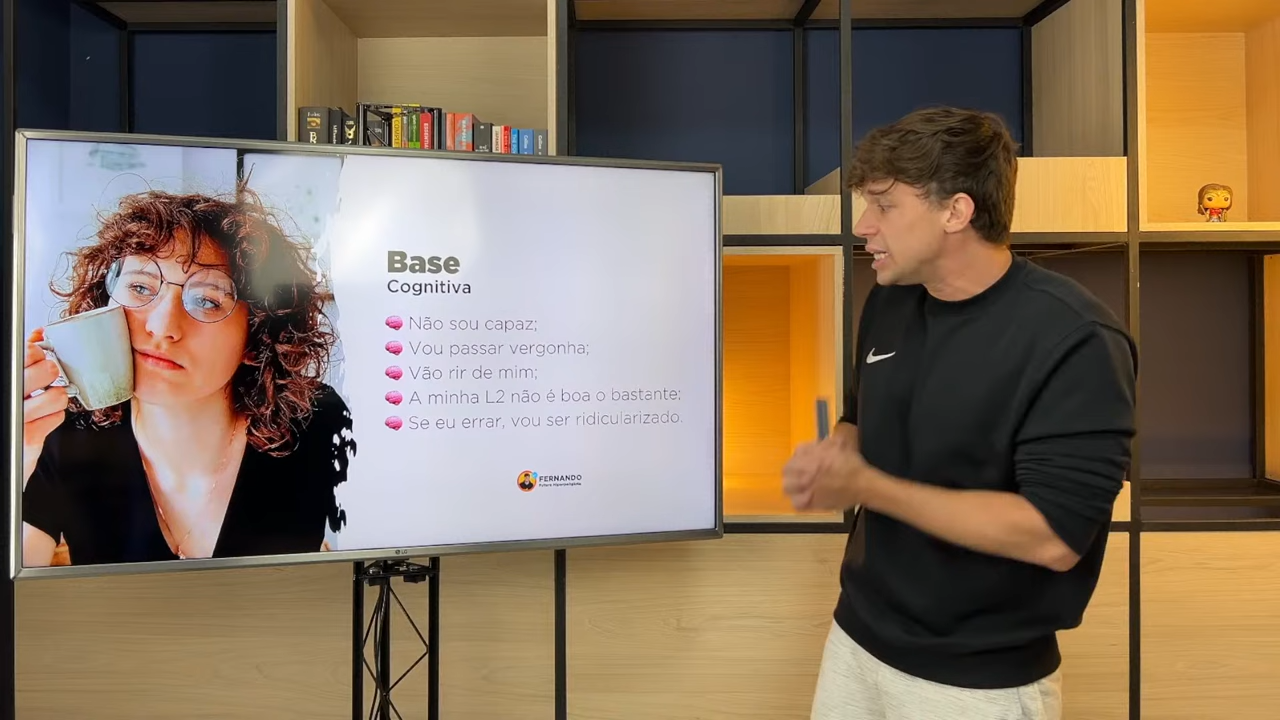 Base
Cognitiva
Não sou capaz;
Vou passar vergonha;
Vão rir de mim;
A minha L2 não é boa o bastante;
Se eu errar, vou ser ridicularizado.
FERNANDO
LG